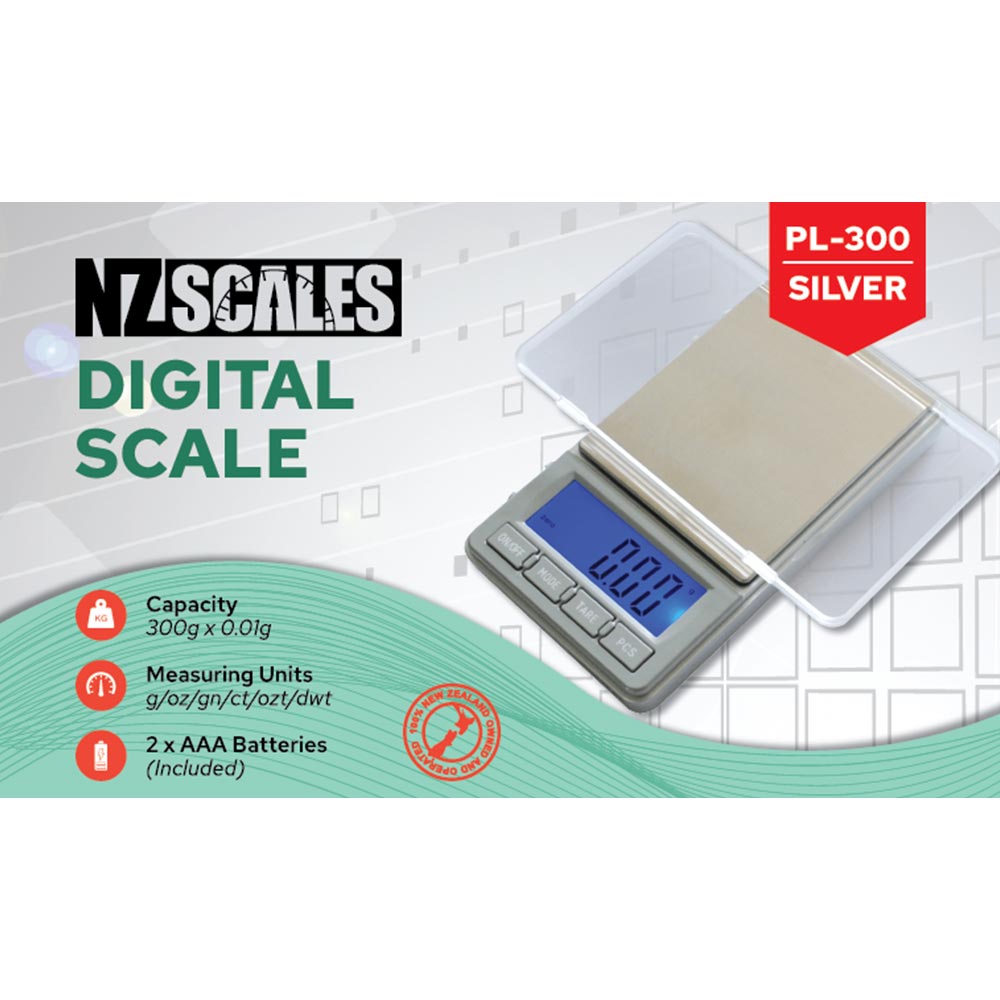 NZSCALES
DIGITAL
SCALE
PL-300
SILVER
zero
0.00 g
ON/OFF
MODE
TARE
PCS
KG
Capacity
300g x 0.01g
Measuring Units
g/oz/gn/ct/ozt/dwt
2 x AAA Batteries
(Included)
100% NEW ZEALAND OWNED AND OPERATED